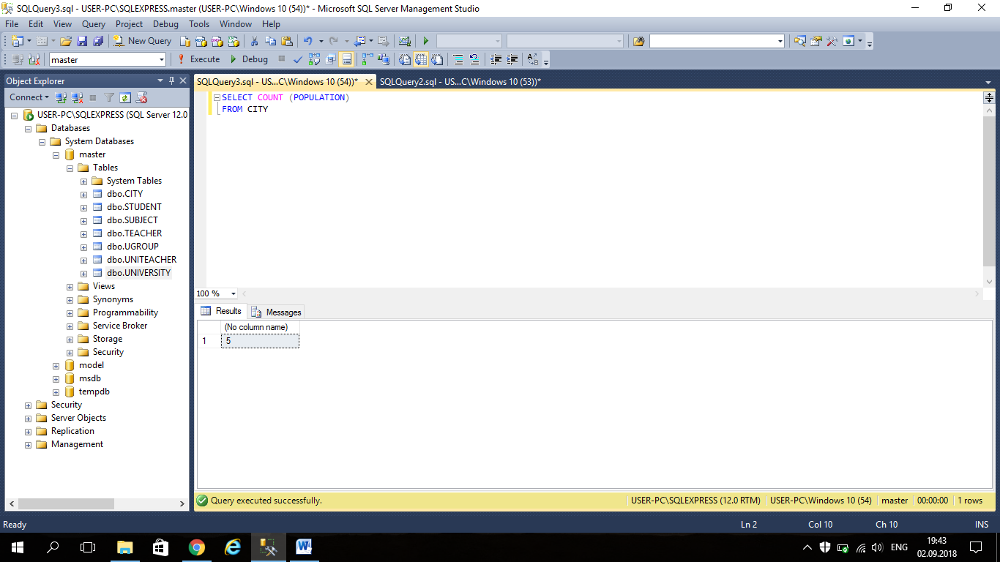 SQLQuery3.sql - USER-PC\SQLEXPRESS.master (USER-PC\Windows 10 (54))* - Microsoft SQL Server Management Studio
File Edit View Query Project Debug Tools Window Help
New Query
master Execute Debug
Object Explorer
Connect
USER-PC\SQLEXPRESS (SQL Server 12.0
Databases
System Databases
master
Tables
System Tables
dbo.CITY
dbo.STUDENT
dbo.SUBJECT
dbo.TEACHER
dbo.UGROUP
dbo.UNITEACHER
dbo.UNIVERSITY
Views
Synonyms
Programmability
Service Broker
Storage
Security
model
msdb
tempdb
Security
Server Objects
Replication
Management
SQLQuery3.sql - US...C\Windows 10 (54))* SQLQuery2.sql - US...C\Windows 10 (53))*
SELECT COUNT (POPULATION)
FROM CITY
100 %
Results Messages
(No column name)
1 5
Query executed successfully. USER-PC\SQLEXPRESS (12.0 RTM) USER-PC\Windows 10 (54) master 00:00:00 1 rows
Ready Ln 2 Col 10 Ch 10 INS
ENG 19:43
02.09.2018